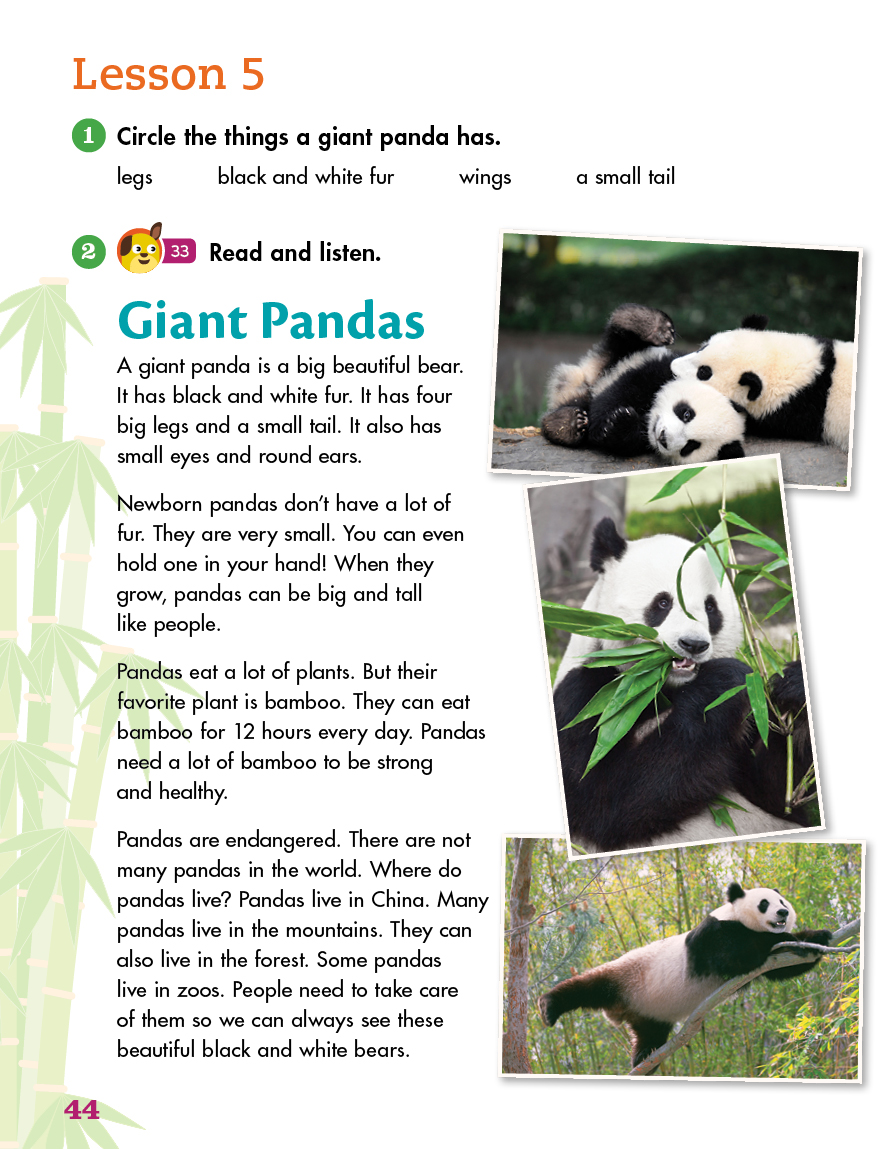 Lesson 5
1 Circle the things a giant panda has.
legs black and white fur wings a small tail
2 33 Read and listen.
Giant Pandas
A giant panda is a big beautiful bear.
It has black and white fur. It has four
big legs and a small tail. It also has
small eyes and round ears.
Newborn pandas don’t have a lot of
fur. They are very small. You can even
hold one in your hand! When they
grow, pandas can be big and tall
like people.
Pandas eat a lot of plants. But their
favorite plant is bamboo. They can eat
bamboo for 12 hours every day. Pandas
need a lot of bamboo to be strong
and healthy.
Pandas are endangered. There are not
many pandas in the world. Where do
pandas live? Pandas live in China. Many
pandas live in the mountains. They can
also live in the forest. Some pandas
live in zoos. People need to take care
of them so we can always see these
beautiful black and white bears.
44